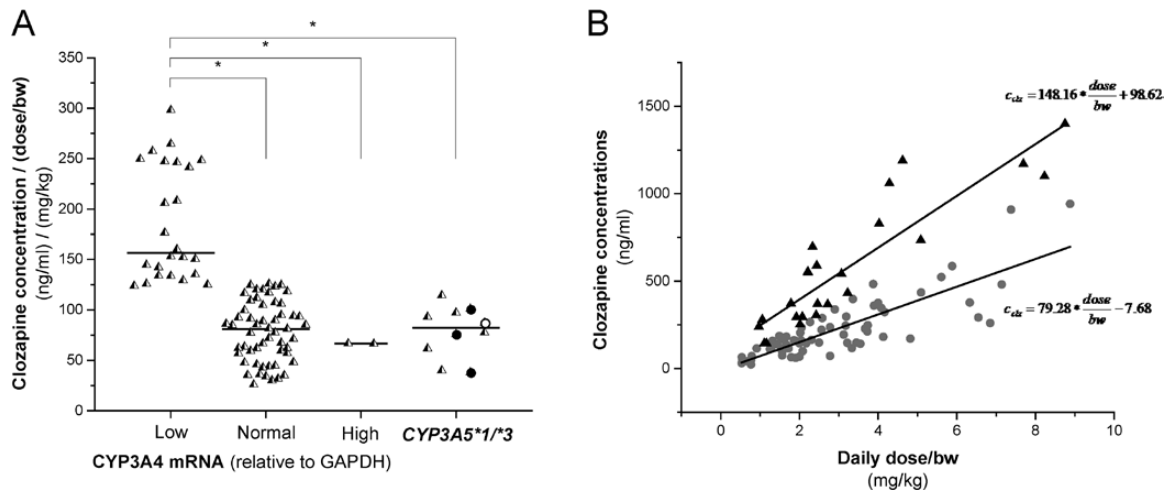 A
Clozapine concentration / (dose/bw)
(ng/ml) / (mg/kg)
350
300
250
200
150
100
50
0
*
*
*
Low Normal High CYP3A5*1/*3
CYP3A4 mRNA (relative to GAPDH)
B
Clozapine concentrations
(ng/ml)
1500
1000
500
0
c_clz = 148.16 * dose/bw + 98.62
c_clz = 79.28 * dose/bw − 7.68
0 2 4 6 8 10
Daily dose/bw
(mg/kg)